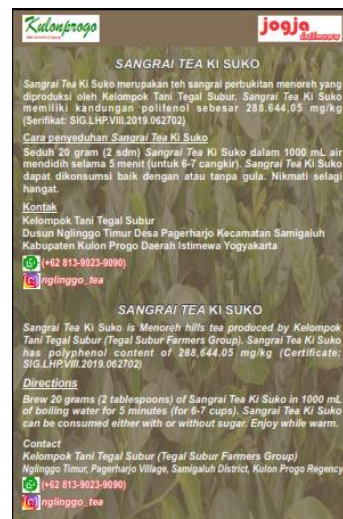 Kulonprogo
jogja
istimewa
SANGRAI TEA KI SUKO
Sangrai Tea Ki Suko merupakan teh sangrai perbukitan menoreh yang
diproduksi oleh Kelompok Tani Tegal Subur. Sangrai Tea Ki Suko
memiliki kandungan polifenol sebesar 288.644,05 mg/kg
(Serifikat: SIG.LHP.VIII.2019.062702)
Cara penyeduhan Sangrai Tea Ki Suko
Seduh 20 gram (2 sdm) Sangrai Tea Ki Suko dalam 1000 mL air
mendidih selama 5 menit (untuk 6-7 cangkir). Sangrai Tea Ki Suko
dapat dikonsumsi baik dengan atau tanpa gula. Nikmati selagi
hangat.
Kontak
Kelompok Tani Tegal Subur
Dusun Nglinggo Timur Desa Pagerharjo Kecamatan Samigaluh
Kabupaten Kulon Progo Daerah Istimewa Yogyakarta
(+62 813-9023-9090)
nglinggo_tea
SANGRAI TEA KI SUKO
Sangrai Tea Ki Suko is Menoreh hills tea produced by Kelompok
Tani Tegal Subur (Tegal Subur Farmers Group). Sangrai Tea Ki Suko
has polyphenol content of 288,644.05 mg/kg (Certificate:
SIG.LHP.VIII.2019.062702)
Directions
Brew 20 grams (2 tablespoons) of Sangrai Tea Ki Suko in 1000 mL
of boiling water for 5 minutes (for 6-7 cups). Sangrai Tea Ki Suko
can be consumed either with or without sugar. Enjoy while warm.
Contact
Kelompok Tani Tegal Subur (Tegal Subur Farmers Group)
Nglinggo Timur, Pagerharjo Village, Samigaluh District, Kulon Progo Regency
(+62 813-9023-9090)
nglinggo_tea